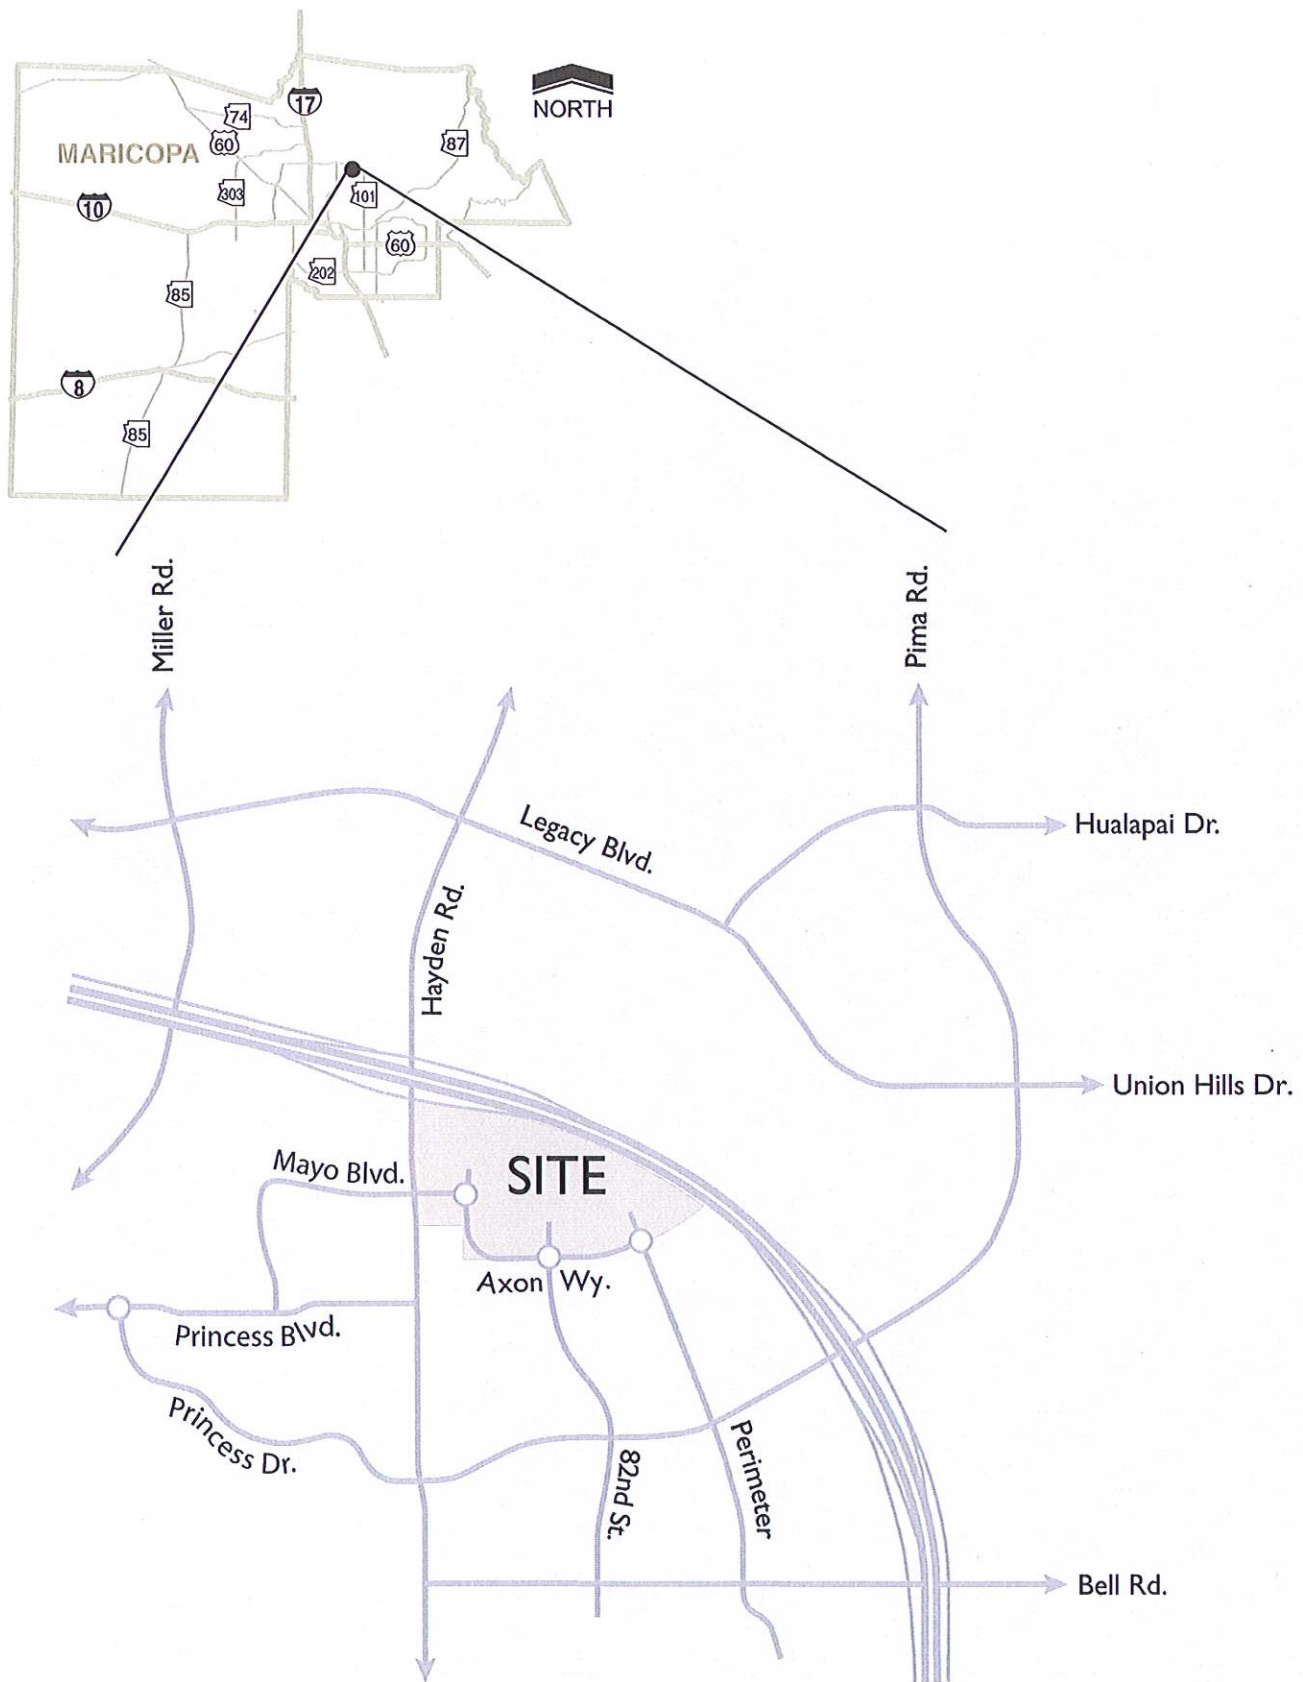 17
NORTH
74
60
87
MARICOPA
303
101
10
60
202
85
8
85
Miller Rd.
Pima Rd.
Legacy Blvd.
Hualapai Dr.
Hayden Rd.
Union Hills Dr.
Mayo Blvd.
SITE
Axon Wy.
Princess Blvd.
Princess Dr.
82nd St.
Perimeter
Bell Rd.